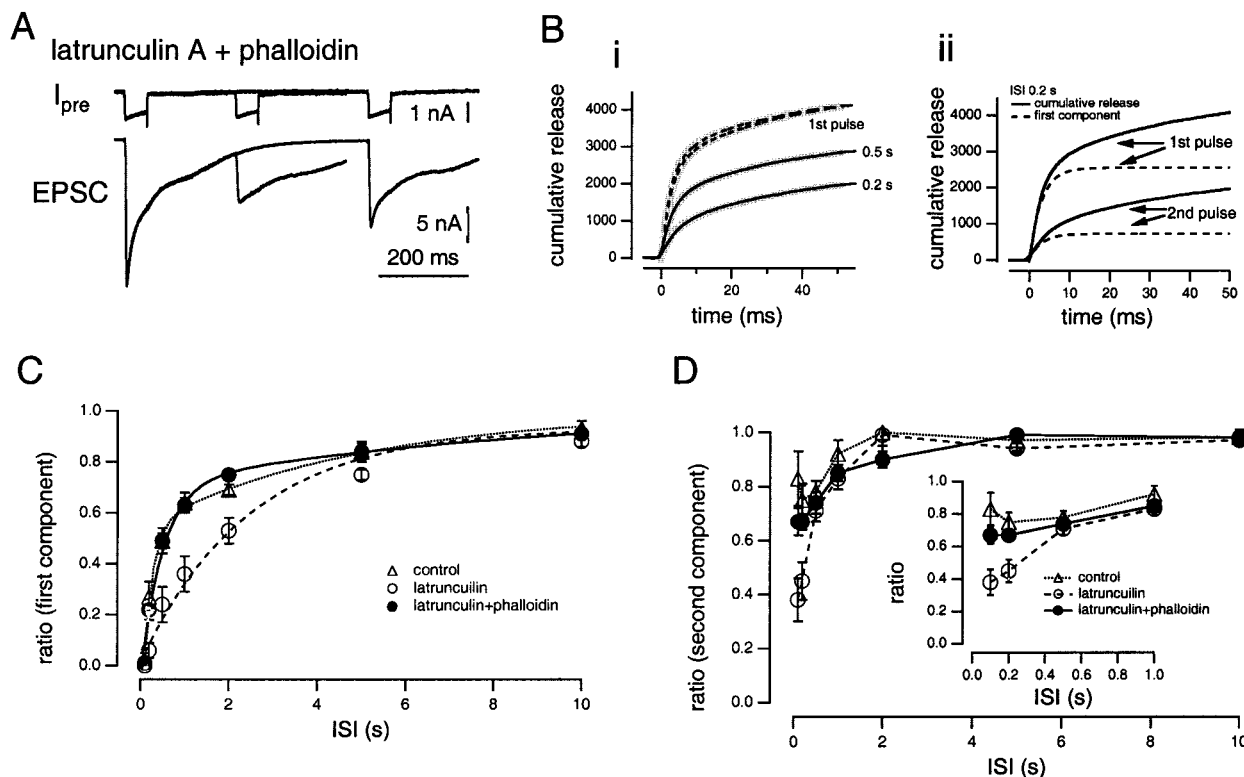 A
latrunculin A + phalloidin
Ipre
1 nA
EPSC
5 nA
200 ms
B
i
cumulative release
4000
3000
2000
1000
0
1st pulse
0.5 s
0.2 s
0
20
40
time (ms)
ii
ISI 0.2 s
cumulative release
first component
cumulative release
4000
3000
2000
1000
0
1st pulse
2nd pulse
0
10
20
30
40
50
time (ms)
C
ratio (first component)
1.0
0.8
0.6
0.4
0.2
0.0
control
latruncuilin
latrunculin+phalloidin
0
2
4
6
8
10
ISI (s)
D
ratio (second component)
1.0
0.8
0.6
0.4
0.2
0.0
ratio
1.0
0.8
0.6
0.4
0.2
0.0
control
latruncuilin
latrunculin+phalloidin
0.0
0.2
0.4
0.6
0.8
1.0
ISI (s)
0
2
4
6
8
10
ISI (s)